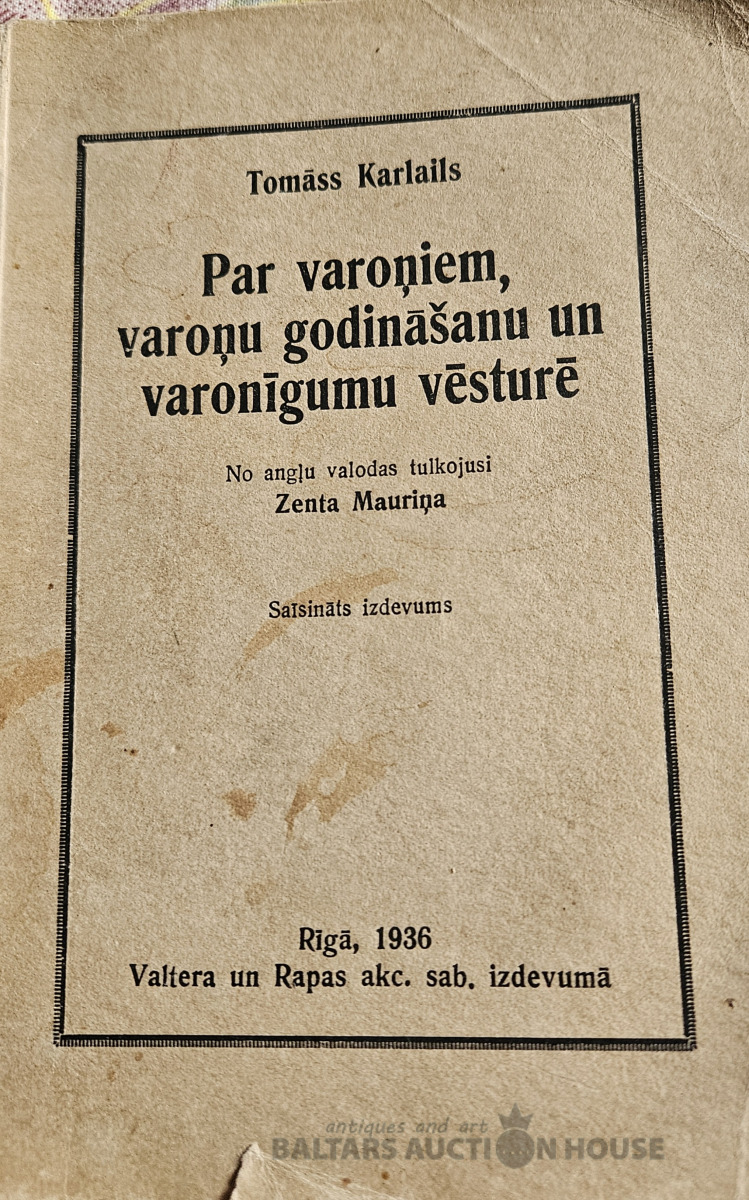 Tomāss Karlails
Par varoņiem,
varoņu godināšanu un
varonīgumu vēsturē
No angļu valodas tulkojusi
Zenta Mauriņa
Saīsināts izdevums
Rīgā, 1936
Valtera un Rapas akc. sab. izdevumā
antiques and art
BALTARS AUCTION HOUSE